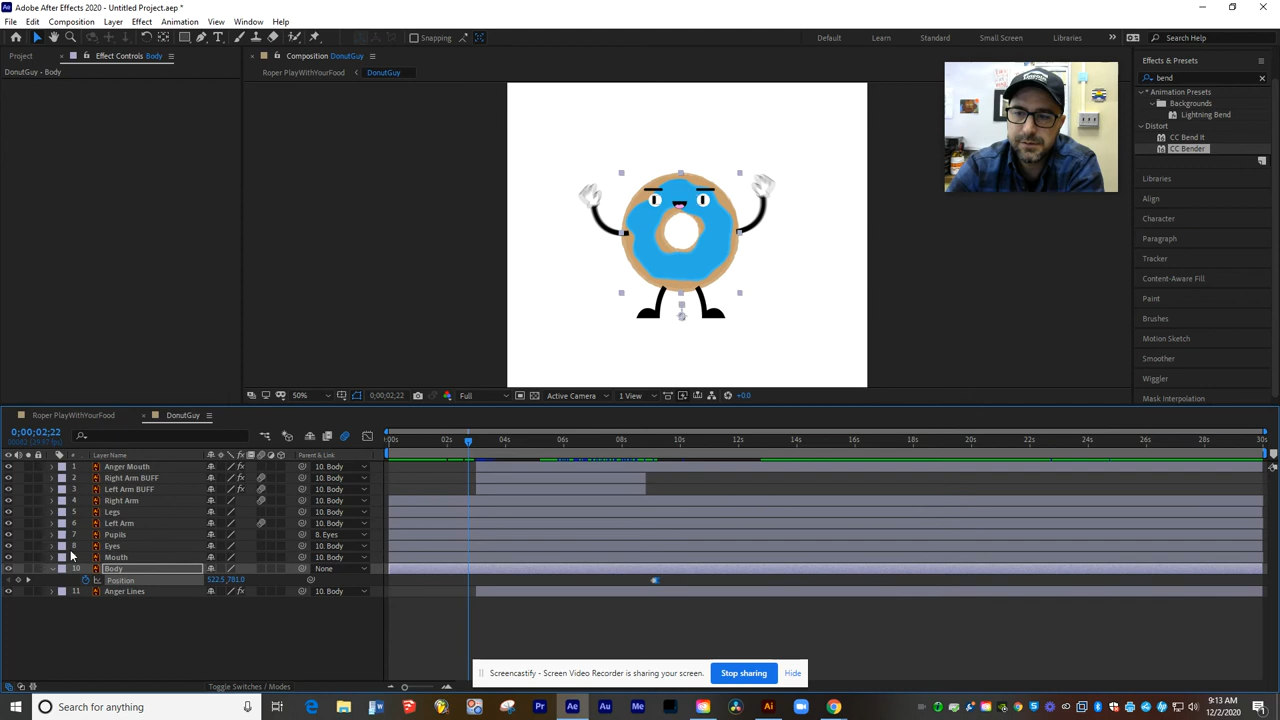 Adobe After Effects 2020 - Untitled Project.aep *
File Edit Composition Layer Effect Animation View Window Help
Snapping
Default Learn Standard Small Screen Libraries Search Help
Project Effect Controls Body
DonutGuy · Body
Composition DonutGuy
Roper PlayWithYourFood DonutGuy
Effects & Presets
bend
* Animation Presets
Backgrounds
Lightning Bend
Distort
CC Bend It
CC Bender
Libraries
Align
Character
Paragraph
Tracker
Content-Aware Fill
Paint
Brushes
Motion Sketch
Smoother
Wiggler
Mask Interpolation
50% 0;00;02;22 Full Active Camera 1 View +0.0
Roper PlayWithYourFood DonutGuy
0;00;02;22
00082 (29.97 fps)
00s 02s 04s 06s 08s 10s 12s 14s 16s 18s 20s 22s 24s 26s 28s 30s
# Layer Name Parent & Link
1 Anger Mouth 10. Body
2 Right Arm BUFF 10. Body
3 Left Arm BUFF 10. Body
4 Right Arm 10. Body
5 Legs 10. Body
6 Left Arm 10. Body
7 Pupils 8. Eyes
8 Eyes 10. Body
9 Mouth 10. Body
10 Body None
Position 522.5,781.0
11 Anger Lines 10. Body
Screencastify - Screen Video Recorder is sharing your screen. Stop sharing Hide
Toggle Switches / Modes
Search for anything
9:13 AM
12/2/2020